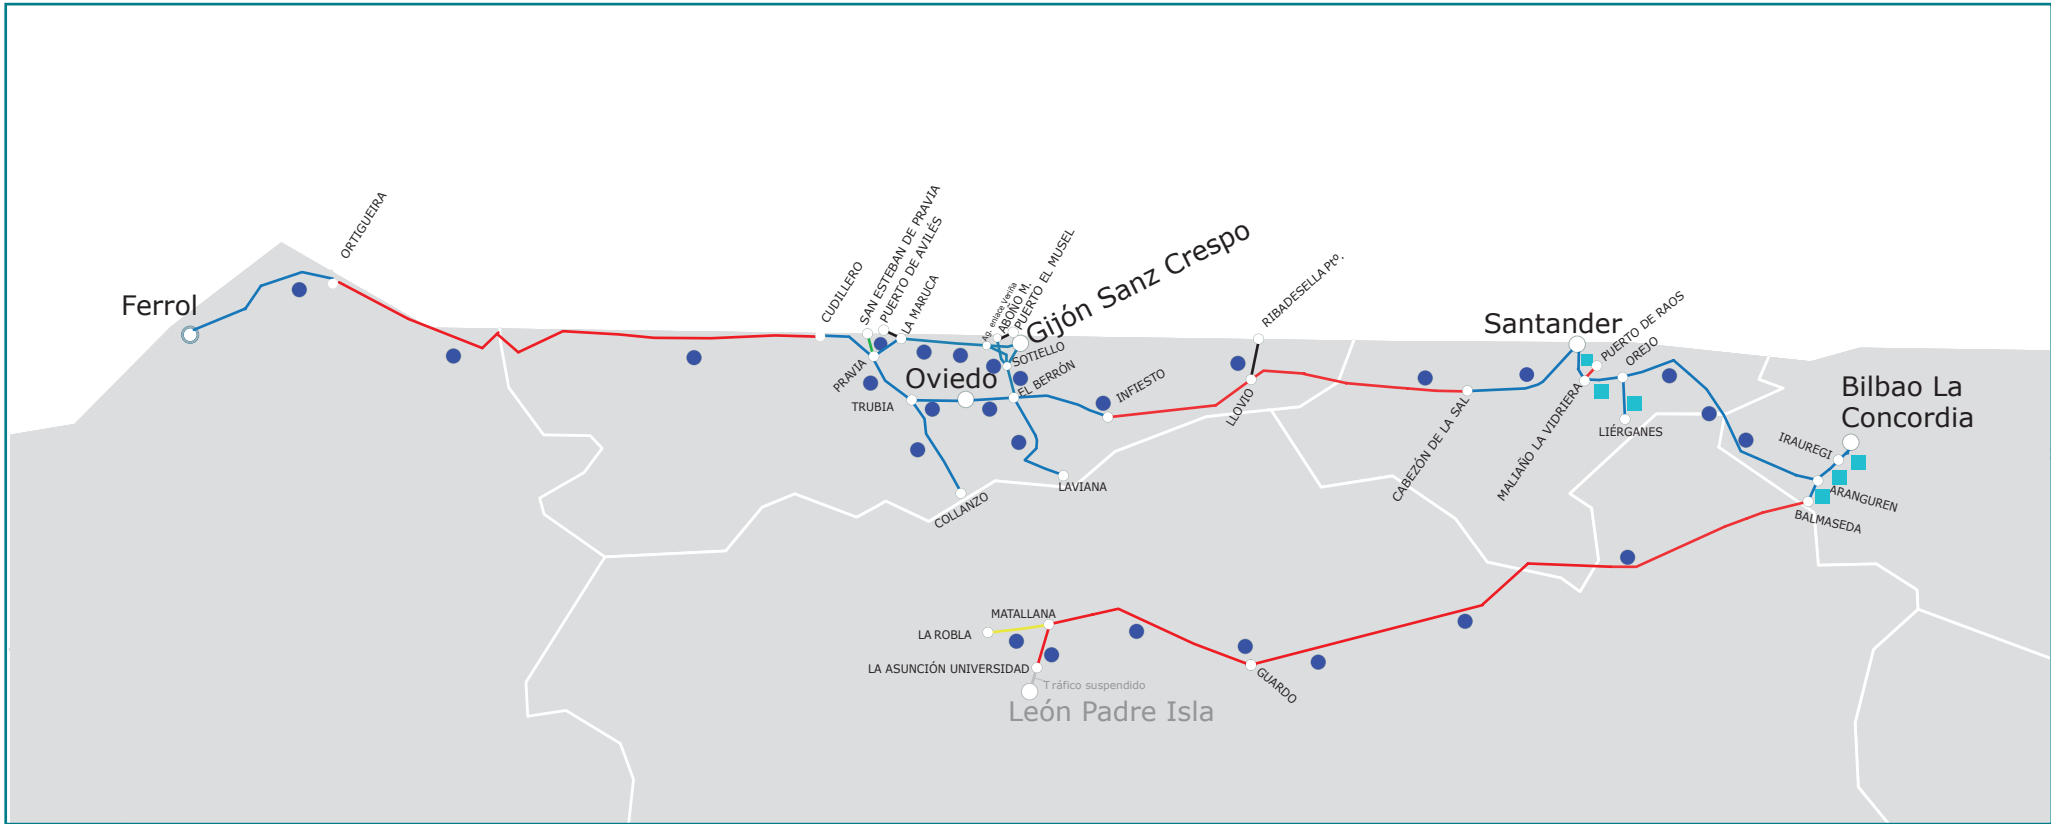 ORTIGUEIRA
Ferrol
CUDILLERO
SAN ESTEBAN DE PRAVIA
PUERTO DE AVILÉS
LA MARUCA
Ag. enlace Veriña
ABOÑO M.
PUERTO EL MUSEL
Gijón Sanz Crespo
SOTIELLO
PRAVIA
Oviedo
EL BERRÓN
TRUBIA
INFIESTO
RIBADESELLA Ptº.
LLOVIO
COLLANZO
LAVIANA
Santander
PUERTO DE RAOS
OREJO
CABEZÓN DE LA SAL
MALIAÑO LA VIDRIERA
LIÉRGANES
Bilbao La
Concordia
IRAUREGI
ARANGUREN
BALMASEDA
MATALLANA
LA ROBLA
LA ASUNCIÓN UNIVERSIDAD
Tráfico suspendido
León Padre Isla
GUARDO